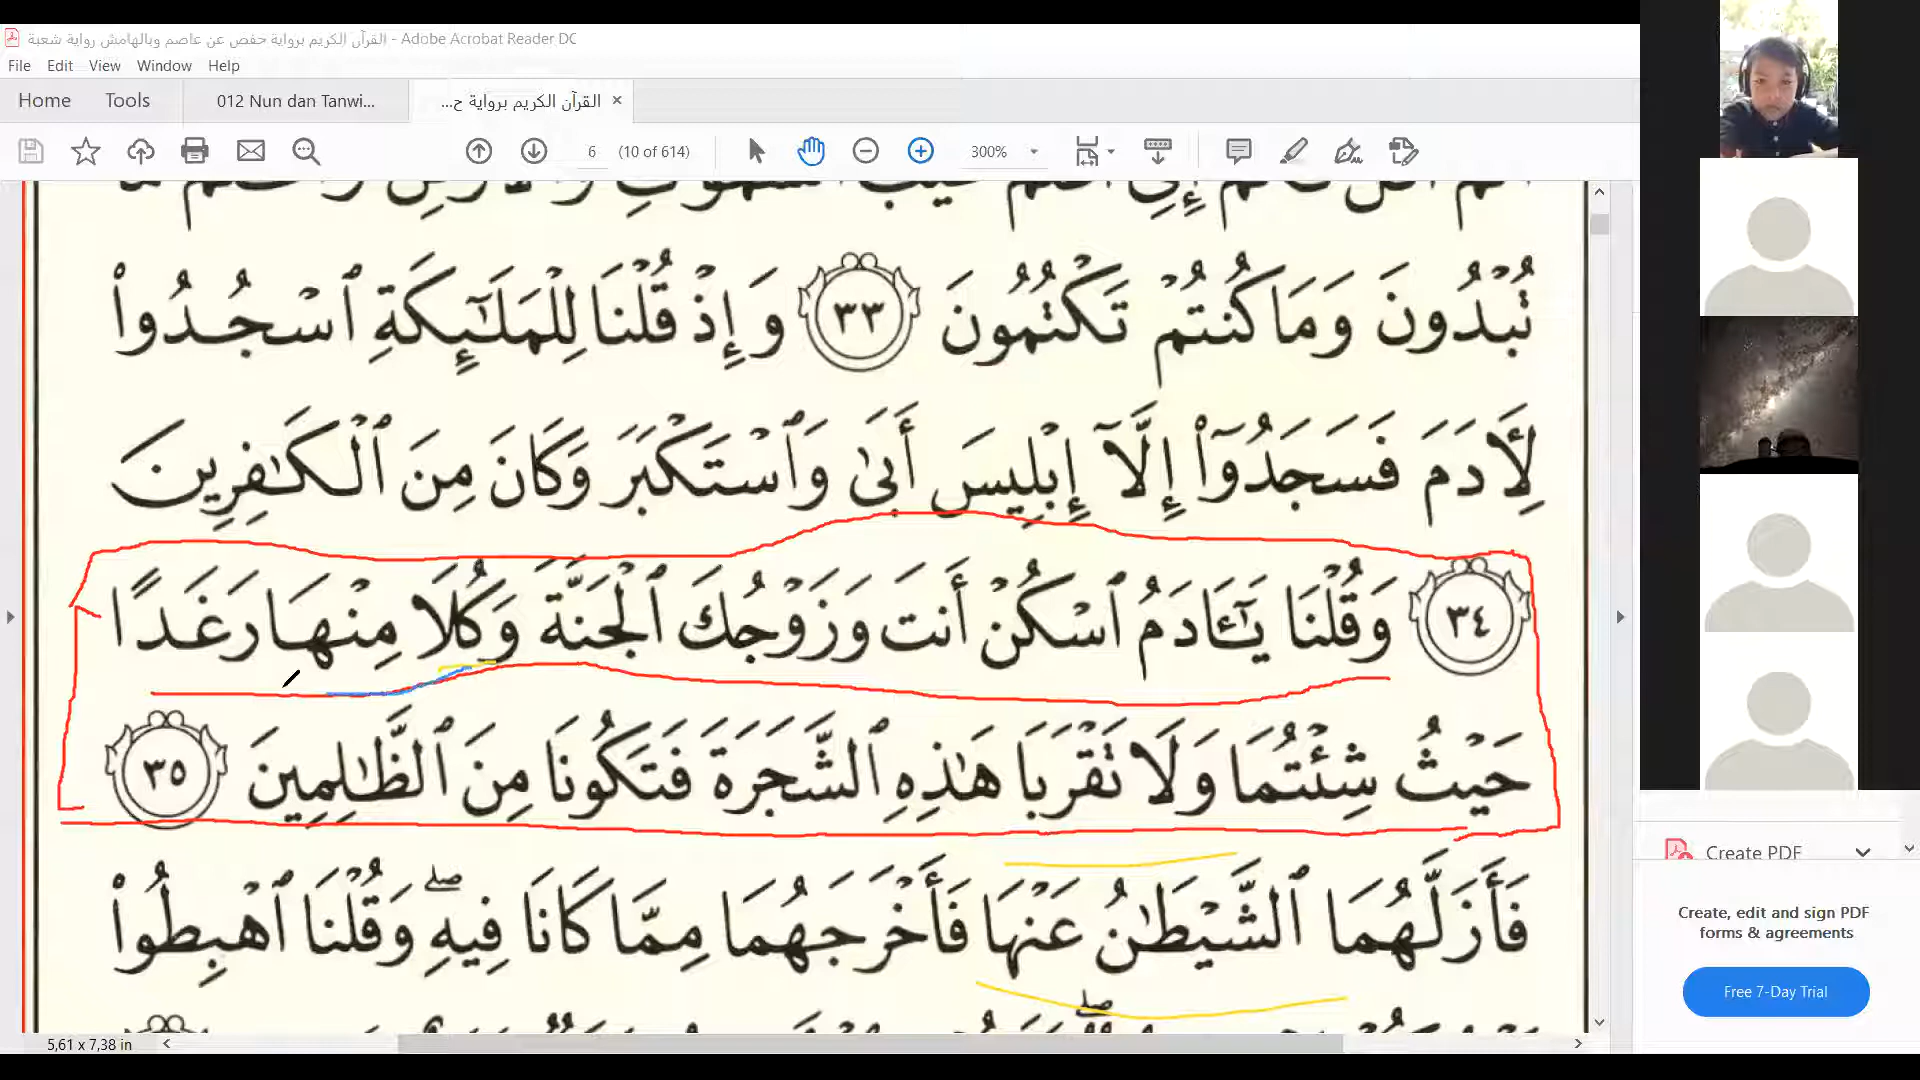 القرآن الكريم برواية حفص عن عاصم وبالهامش رواية شعبة - Adobe Acrobat Reader DC
File Edit View Window Help
Home Tools 012 Nun dan Tanwi... القرآن الكريم برواية ح...
6 (10 of 614) 300%
تُبْدُونَ وَمَا كُنتُمْ تَكْتُمُونَ ٣٣ وَإِذْ قُلْنَا لِلْمَلَٰٓئِكَةِ ٱسْجُدُوا۟
لِـَٔادَمَ فَسَجَدُوٓا۟ إِلَّآ إِبْلِيسَ أَبَىٰ وَٱسْتَكْبَرَ وَكَانَ مِنَ ٱلْكَٰفِرِينَ
٣٤ وَقُلْنَا يَٰٓـَٔادَمُ ٱسْكُنْ أَنتَ وَزَوْجُكَ ٱلْجَنَّةَ وَكُلَا مِنْهَا رَغَدًا
حَيْثُ شِئْتُمَا وَلَا تَقْرَبَا هَٰذِهِ ٱلشَّجَرَةَ فَتَكُونَا مِنَ ٱلظَّٰلِمِينَ ٣٥
فَأَزَلَّهُمَا ٱلشَّيْطَٰنُ عَنْهَا فَأَخْرَجَهُمَا مِمَّا كَانَا فِيهِ ۖ وَقُلْنَا ٱهْبِطُوا۟
5,61 x 7,38 in
Create PDF
Create, edit and sign PDF
forms & agreements
Free 7-Day Trial